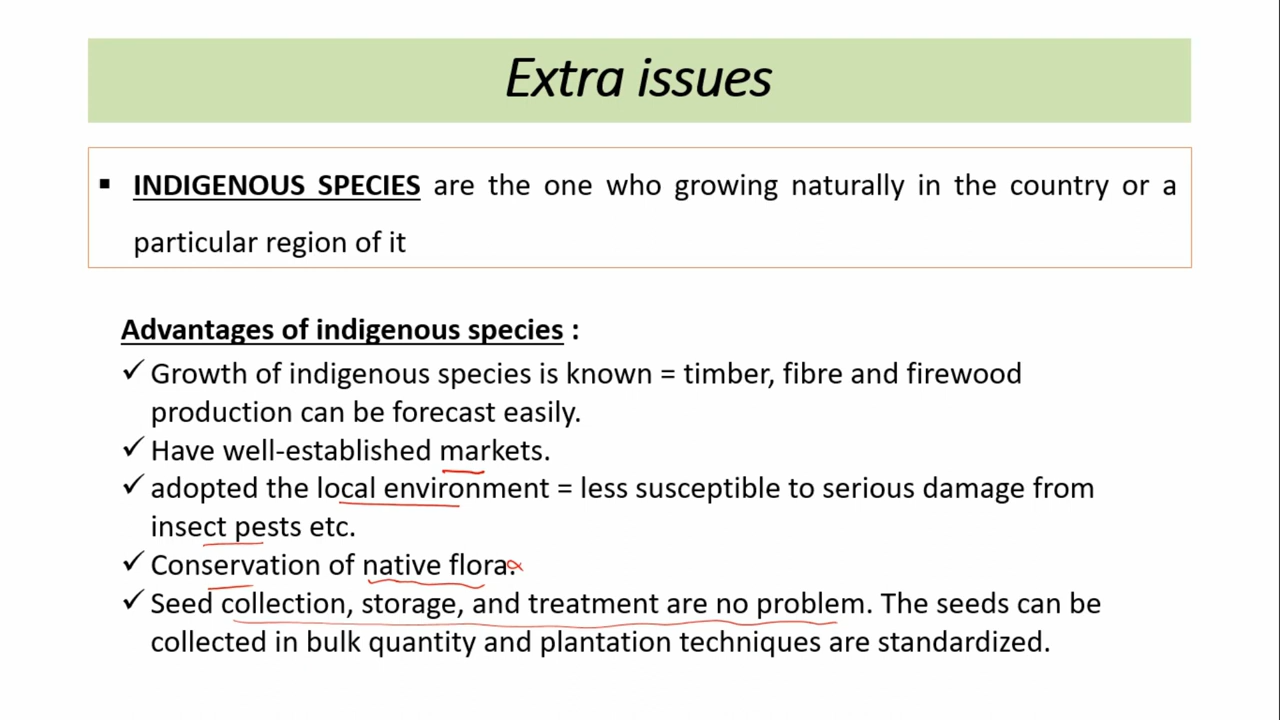 Extra issues
▪ INDIGENOUS SPECIES are the one who growing naturally in the country or a
particular region of it
Advantages of indigenous species :
✓ Growth of indigenous species is known = timber, fibre and firewood
production can be forecast easily.
✓ Have well-established markets.
✓ adopted the local environment = less susceptible to serious damage from
insect pests etc.
✓ Conservation of native flora.
✓ Seed collection, storage, and treatment are no problem. The seeds can be
collected in bulk quantity and plantation techniques are standardized.